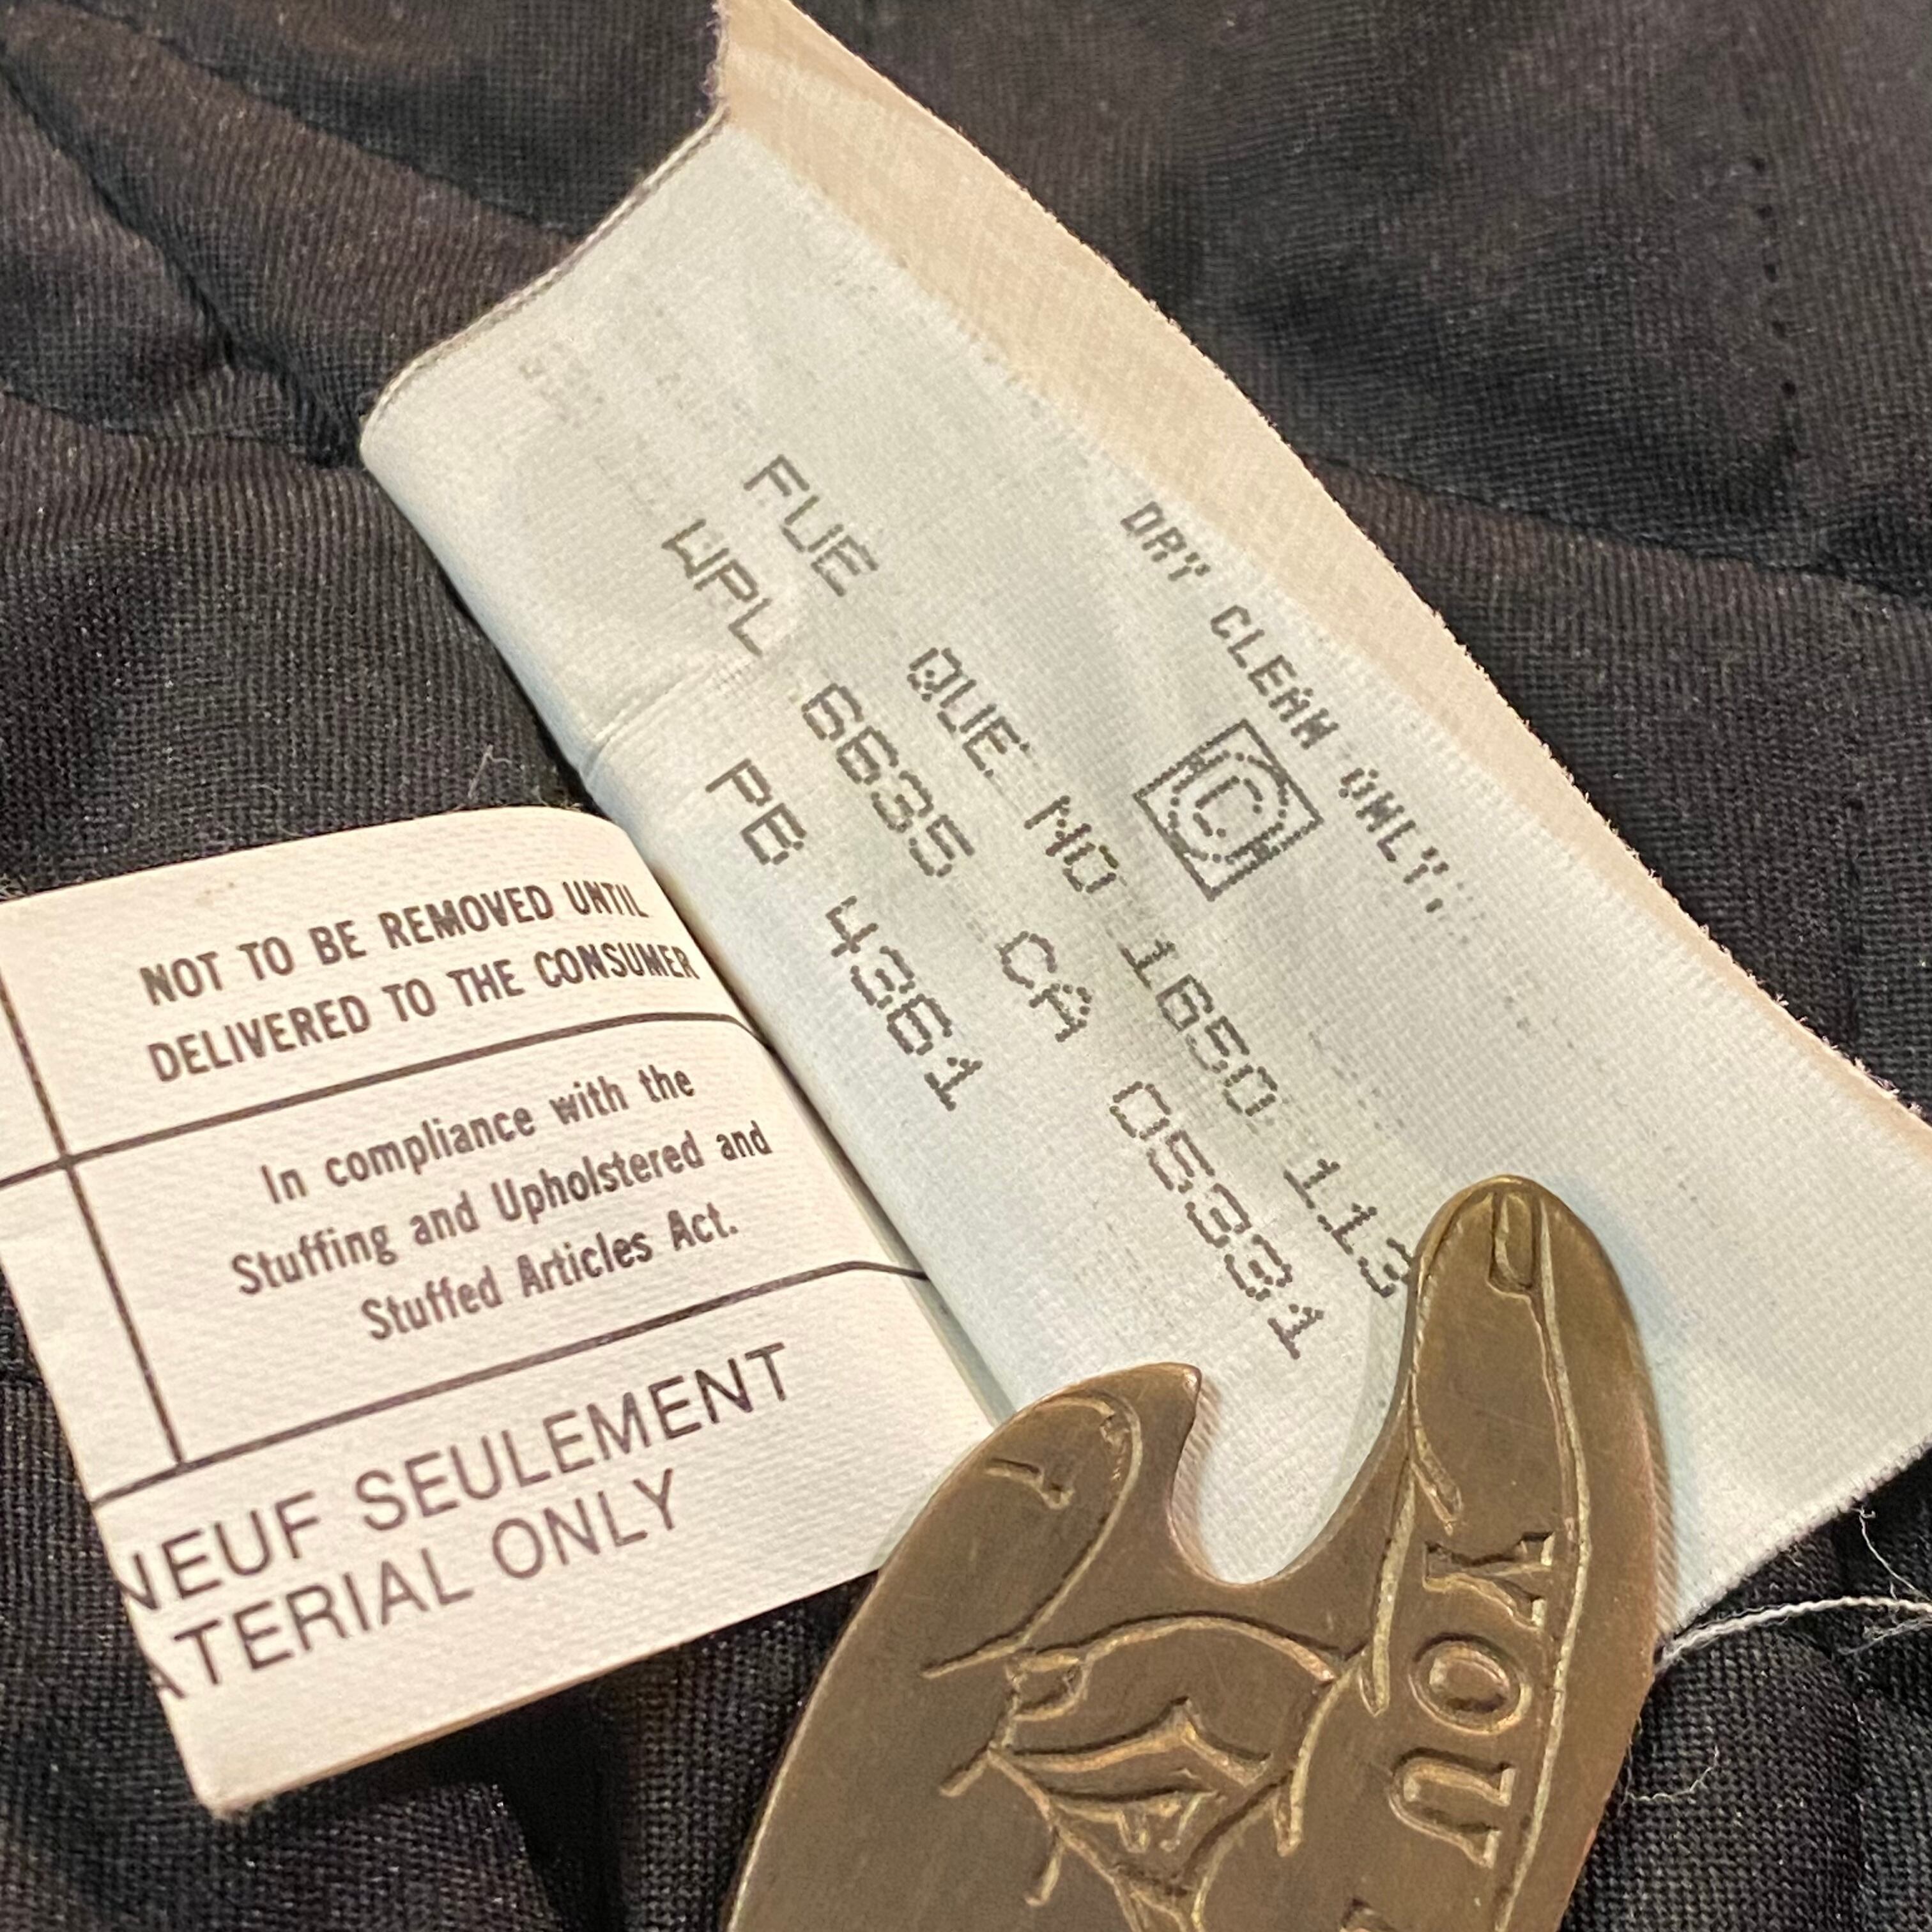 DRY CLEAN ONLY.
C
FUE QUE NO 1650 113
WPL 6635 CA 05331
PB 4361
NOT TO BE REMOVED UNTIL
DELIVERED TO THE CONSUMER
In compliance with the
Stuffing and Upholstered and
Stuffed Articles Act.
NEUF SEULEMENT
ATERIAL ONLY
YOU